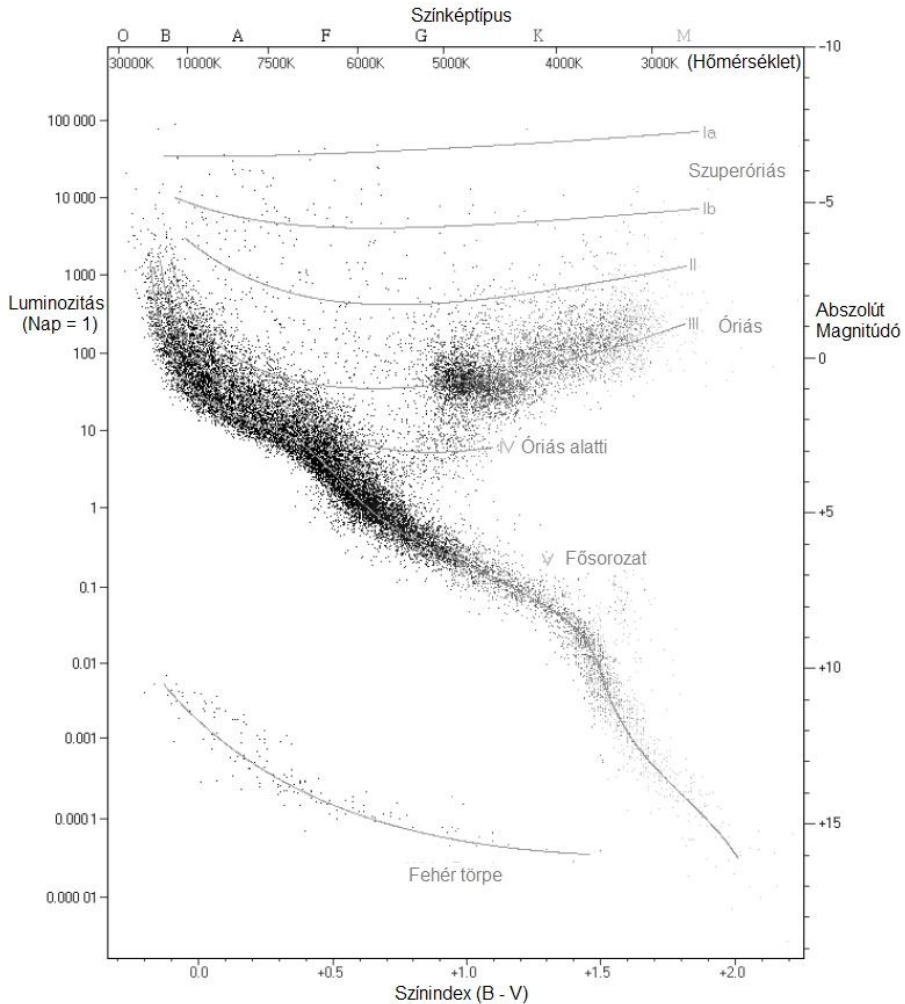 Színképtípus
O B A F G K M
30000K 10000K 7500K 6000K 5000K 4000K 3000K (Hőmérséklet)
-10
100 000
Ia
Szuperóriás
10 000
Ib
-5
1 000
II
Luminozitás
(Nap = 1)
III
Óriás
Abszolút
Magnitúdó
100
0
10
IV Óriás alatti
1
+5
V Fősorozat
0.1
0.01
+10
0.001
0.0001
+15
Fehér törpe
0.000 01
0.0 +0.5 +1.0 +1.5 +2.0
Színindex (B - V)